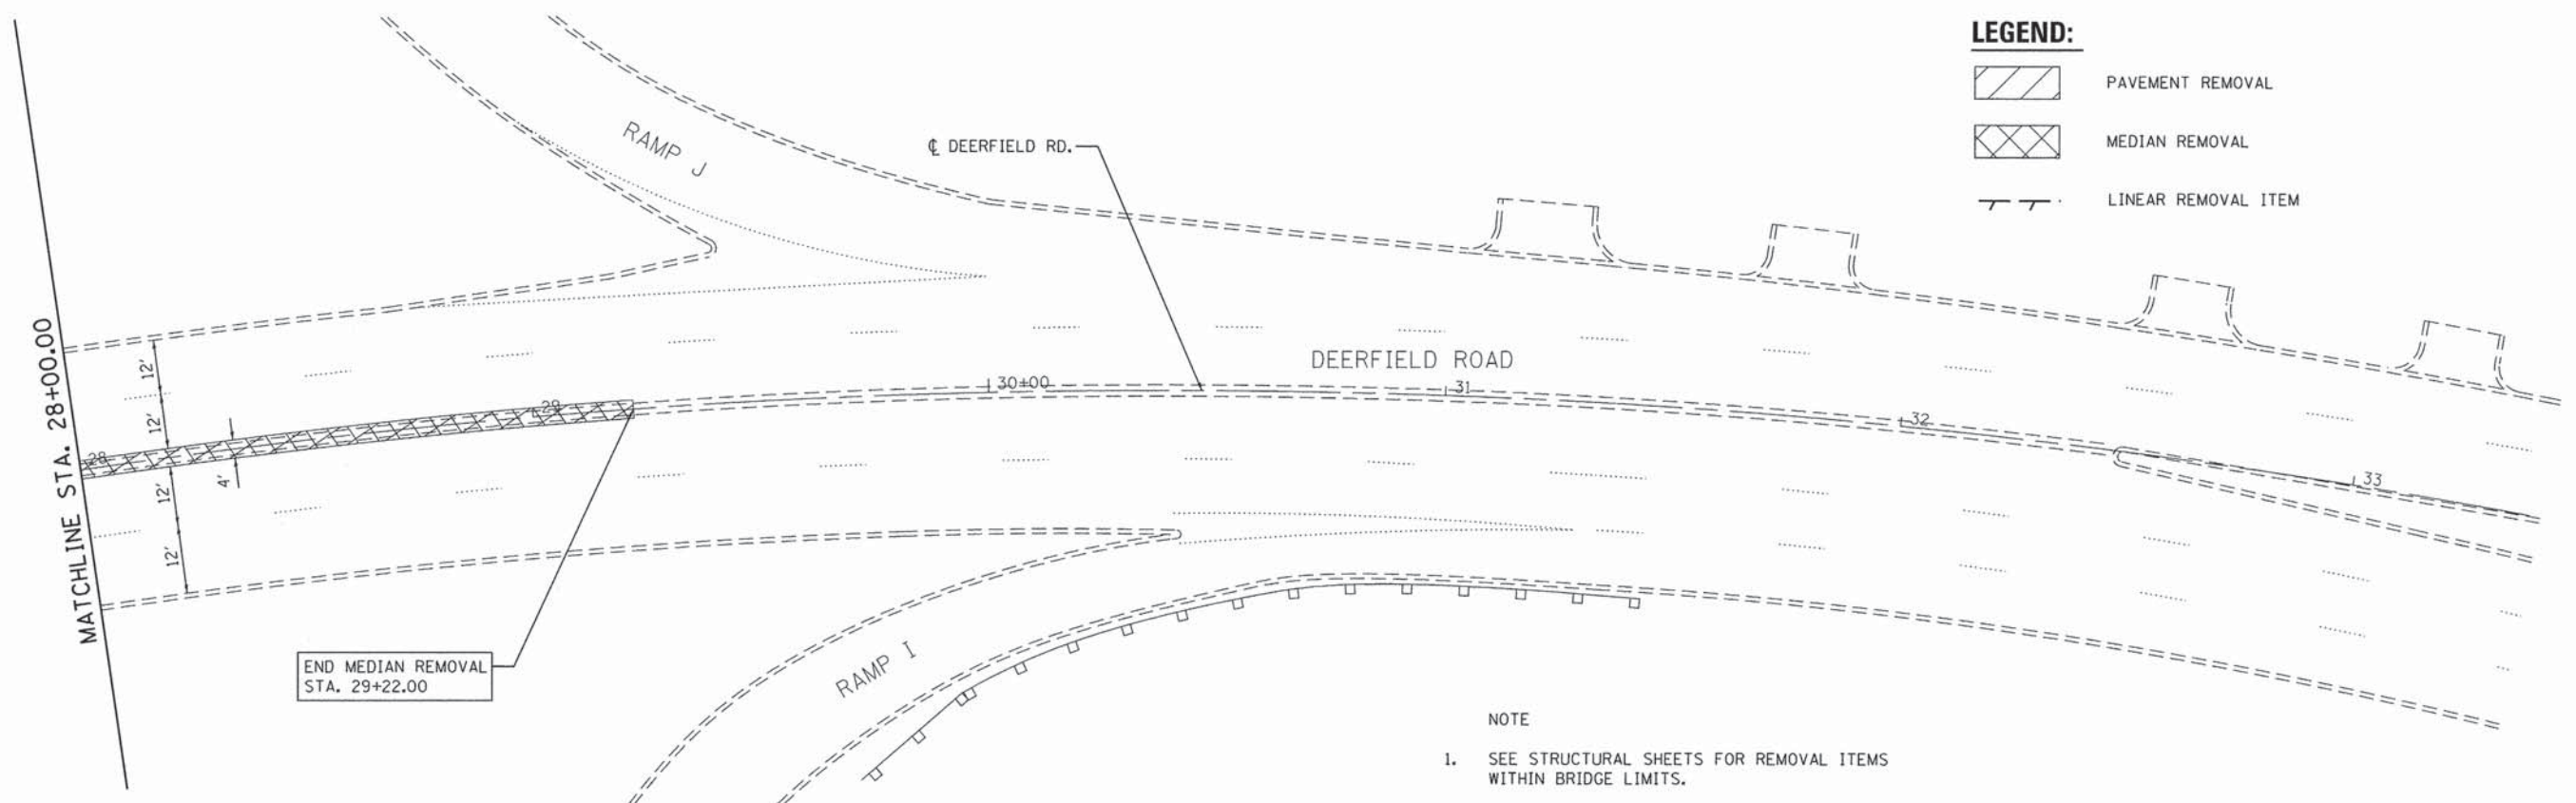 LEGEND:
PAVEMENT REMOVAL
MEDIAN REMOVAL
LINEAR REMOVAL ITEM
RAMP J
℄ DEERFIELD RD.
DEERFIELD ROAD
MATCHLINE STA. 28+00.00
12'
12'
4'
12'
12'
28
29
30+00
31
32
33
END MEDIAN REMOVAL
STA. 29+22.00
RAMP I
NOTE
1. SEE STRUCTURAL SHEETS FOR REMOVAL ITEMS
WITHIN BRIDGE LIMITS.